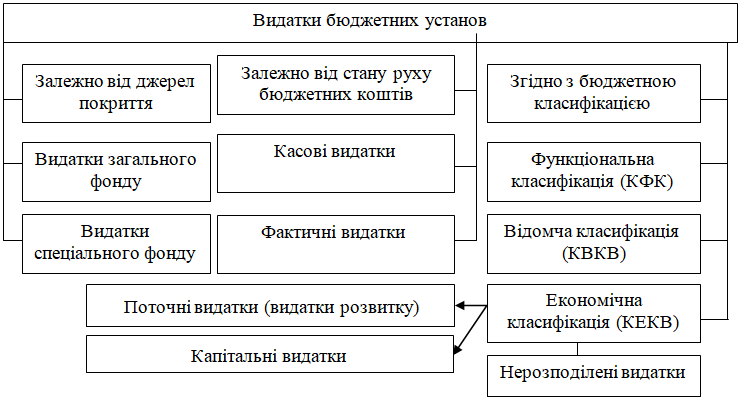 Видатки бюджетних установ
Залежно від джерел
покриття
Видатки загального
фонду
Видатки
спеціального фонду
Залежно від стану руху
бюджетних коштів
Касові видатки
Фактичні видатки
Згідно з бюджетною
класифікацією
Функціональна
класифікація (КФК)
Відомча класифікація
(КВКВ)
Економічна
класифікація (КЕКВ)
Поточні видатки (видатки розвитку)
Капітальні видатки
Нерозподілені видатки